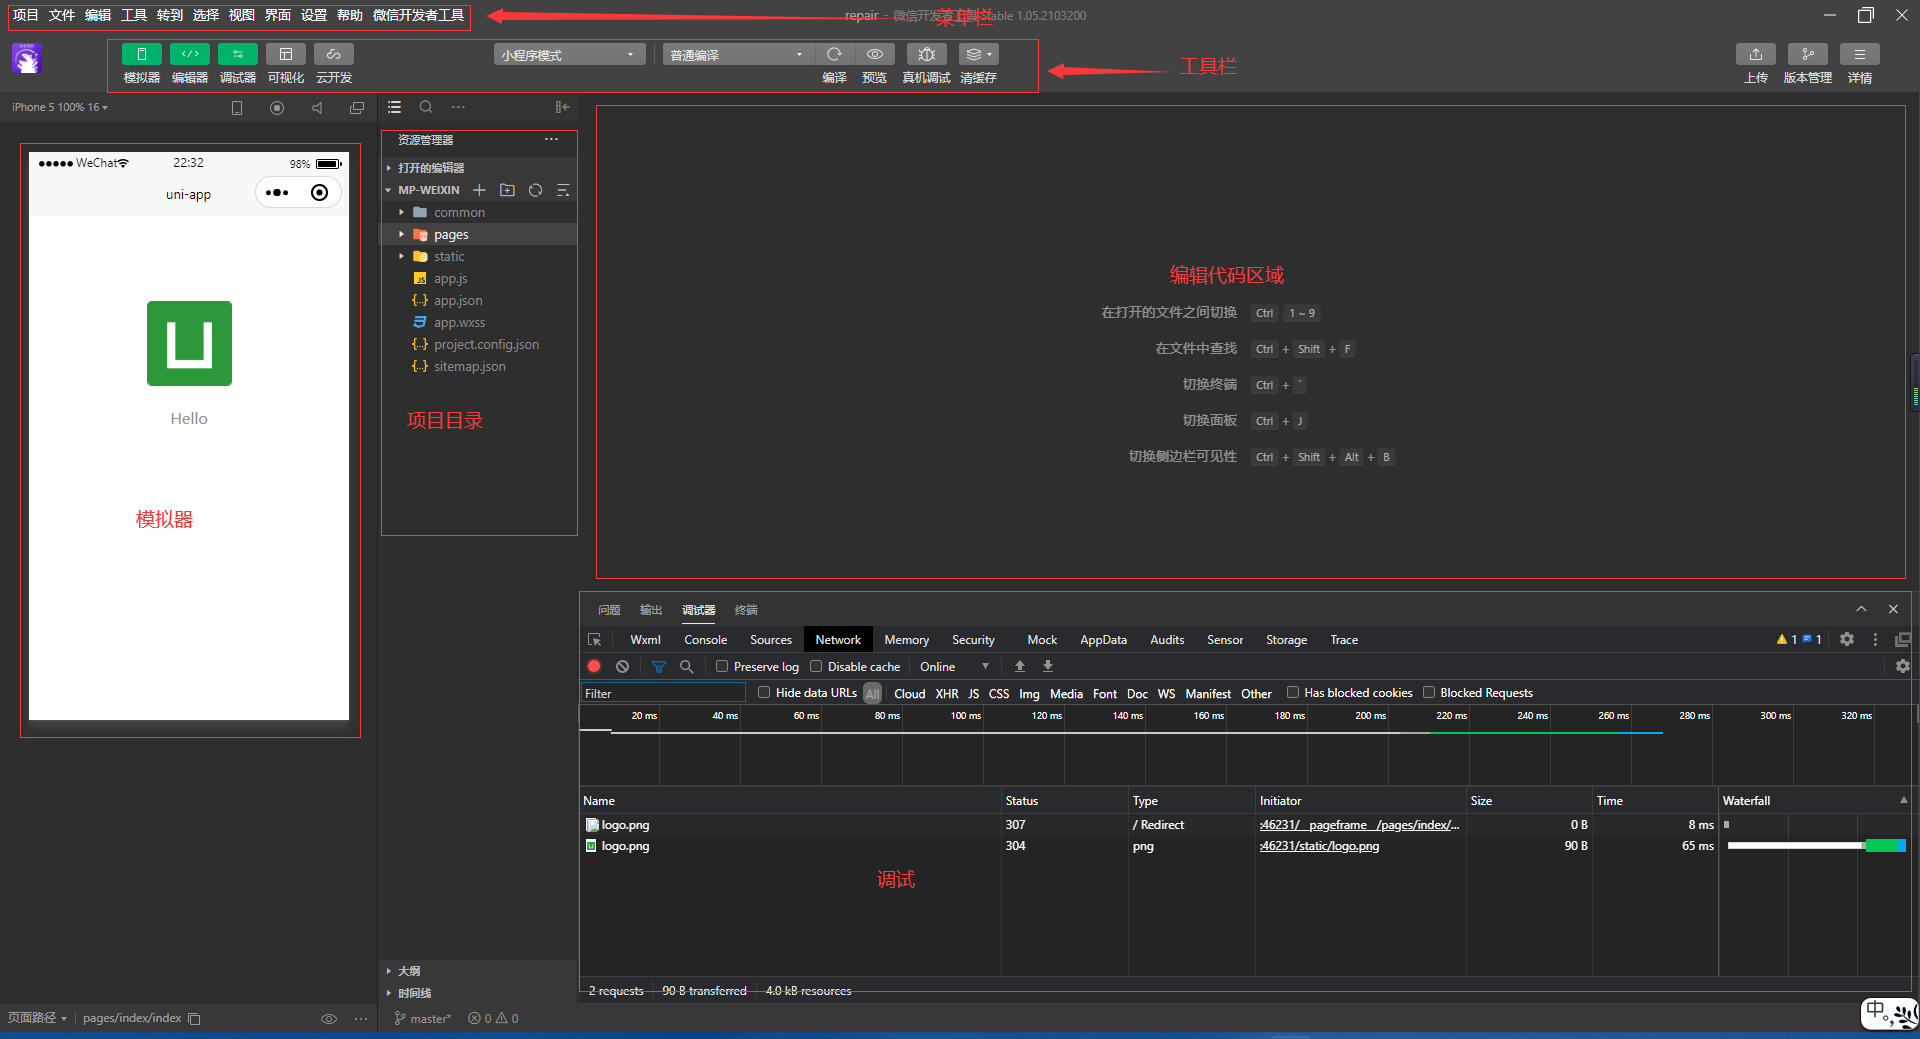 项目 文件 编辑 工具 转到 选择 视图 界面 设置 帮助 微信开发者工具
repair - 微信开发者工具 Stable 1.05.2103200
菜单栏
模拟器 编辑器 调试器 可视化 云开发
小程序模式 普通编译
编译 预览 真机调试 清缓存
工具栏
上传 版本管理 详情
iPhone 5 100% 16
WeChat 22:32 98%
uni-app
Hello
模拟器
资源管理器
打开的编辑器
MP-WEIXIN
common
pages
static
JS app.js
{..} app.json
app.wxss
{..} project.config.json
{..} sitemap.json
项目目录
大纲
时间线
编辑代码区域
在打开的文件之间切换 Ctrl 1 ~ 9
在文件中查找 Ctrl + Shift + F
切换终端 Ctrl + `
切换面板 Ctrl + J
切换侧边栏可见性 Ctrl + Shift + Alt + B
问题 输出 调试器 终端
Wxml Console Sources Network Memory Security Mock AppData Audits Sensor Storage Trace 1 1
Preserve log Disable cache Online
Filter Hide data URLs All Cloud XHR JS CSS Img Media Font Doc WS Manifest Other Has blocked cookies Blocked Requests
20 ms 40 ms 60 ms 80 ms 100 ms 120 ms 140 ms 160 ms 180 ms 200 ms 220 ms 240 ms 260 ms 280 ms 300 ms 320 ms
Name Status Type Initiator Size Time Waterfall
logo.png 307 / Redirect :46231/__pageframe__/pages/index/... 0 B 8 ms
logo.png 304 png :46231/static/logo.png 90 B 65 ms
调试
2 requests 90 B transferred 4.0 kB resources
页面路径 pages/index/index
master* 0 0
中